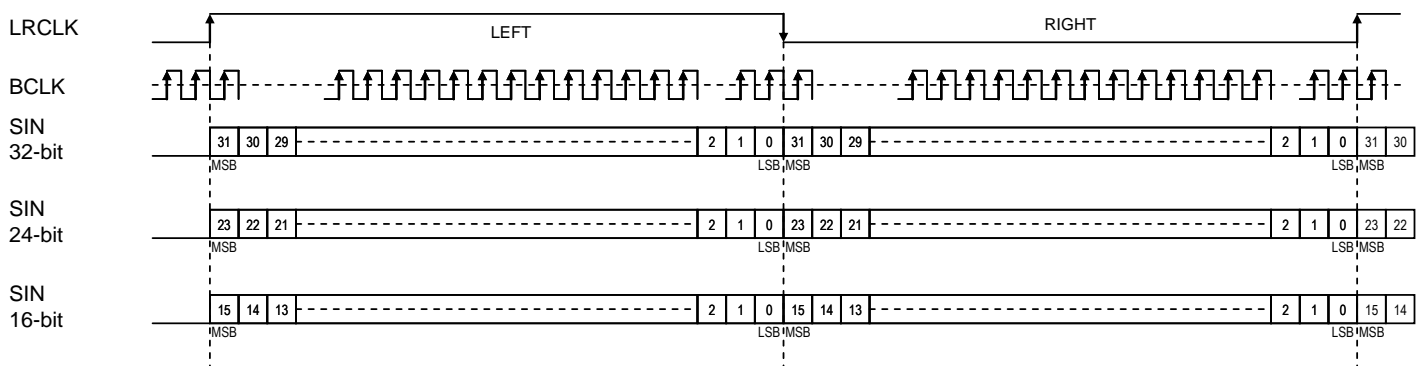 LRCLK LEFT RIGHT
BCLK
SIN
32-bit
31 30 29 2 1 0 31 30 29 2 1 0 31 30
MSB LSB MSB LSB MSB
SIN
24-bit
23 22 21 2 1 0 23 22 21 2 1 0 23 22
MSB LSB MSB LSB MSB
SIN
16-bit
15 14 13 2 1 0 15 14 13 2 1 0 15 14
MSB LSB MSB LSB MSB